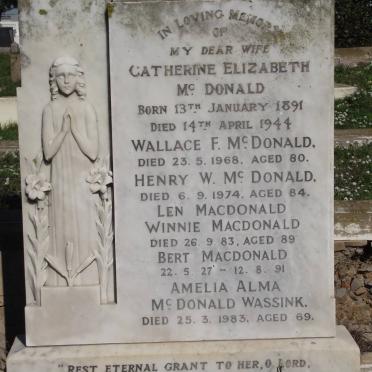 IN LOVING MEMORY
OF
MY DEAR WIFE
CATHERINE ELIZABETH
Mc DONALD
BORN 13TH JANUARY 1891
DIED 14TH APRIL 1944
WALLACE F. McDONALD.
DIED 23. 5. 1968. AGED 80.
HENRY W. McDONALD.
DIED 6. 9. 1974. AGED 84.
LEN MACDONALD
WINNIE MACDONALD
DIED 26. 9. 83, AGED 89
BERT MACDONALD
22. 5. 27 - 12. 8. 91
AMELIA ALMA
McDONALD WASSINK.
DIED 25. 3. 1983, AGED 69.
"REST ETERNAL GRANT TO HER, O LORD,